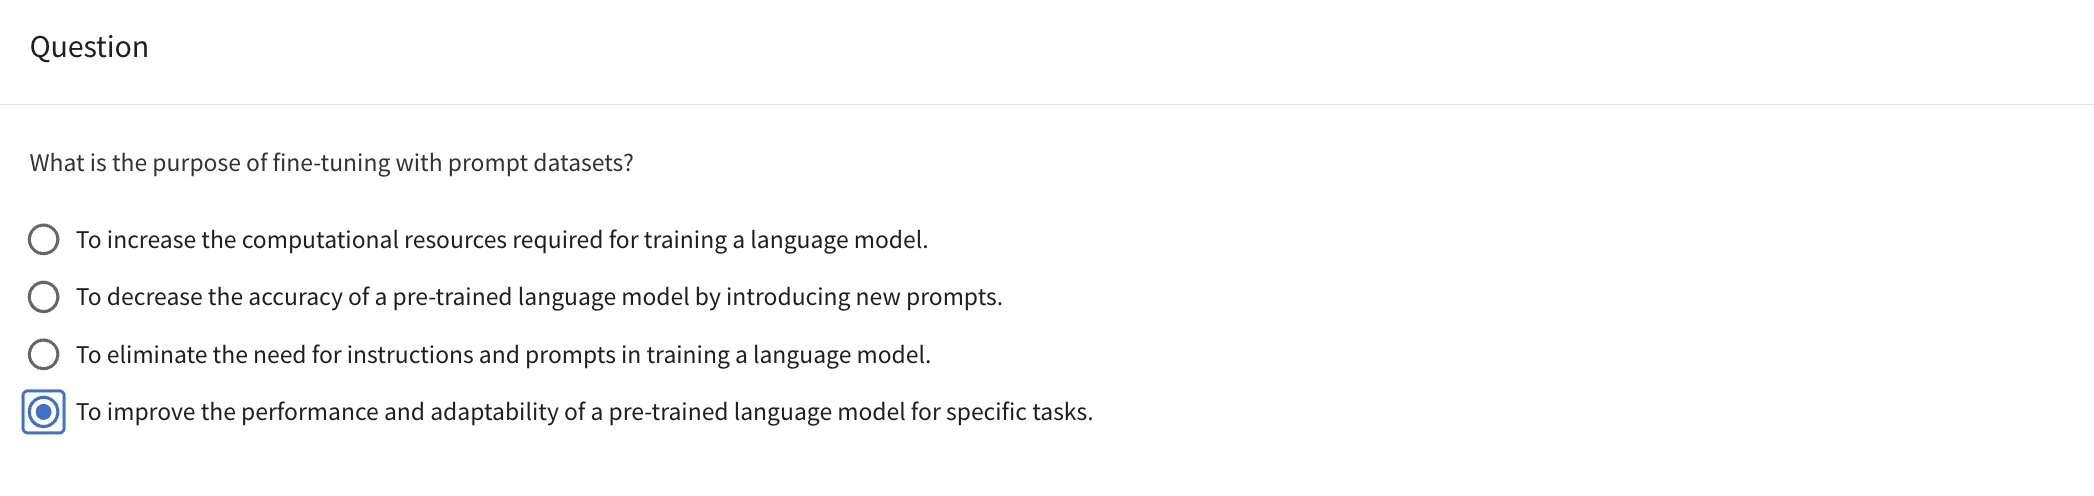 Question
What is the purpose of fine-tuning with prompt datasets?
To increase the computational resources required for training a language model.
To decrease the accuracy of a pre-trained language model by introducing new prompts.
To eliminate the need for instructions and prompts in training a language model.
To improve the performance and adaptability of a pre-trained language model for specific tasks.